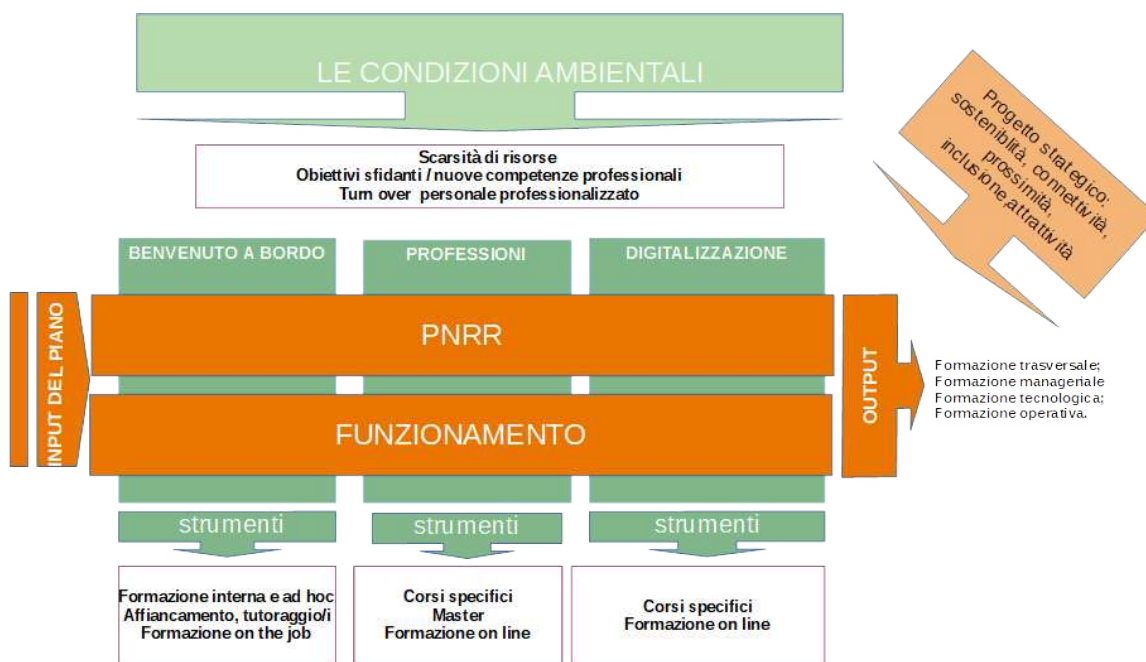 LE CONDIZIONI AMBIENTALI
Progetto strategico:
sosteniblità, connettività,
prossimità,
inclusione,attrattività
Scarsità di risorse
Obiettivi sfidanti / nuove competenze professionali
Turn over personale professionalizzato
BENVENUTO A BORDO
PROFESSIONI
DIGITALIZZAZIONE
INPUT DEL PIANO
PNRR
FUNZIONAMENTO
OUTPUT
Formazione trasversale;
Formazione manageriale
Formazione tecnologica;
Formazione operativa.
strumenti
strumenti
strumenti
Formazione interna e ad hoc
Affiancamento, tutoraggio/i
Formazione on the job
Corsi specifici
Master
Formazione on line
Corsi specifici
Formazione on line